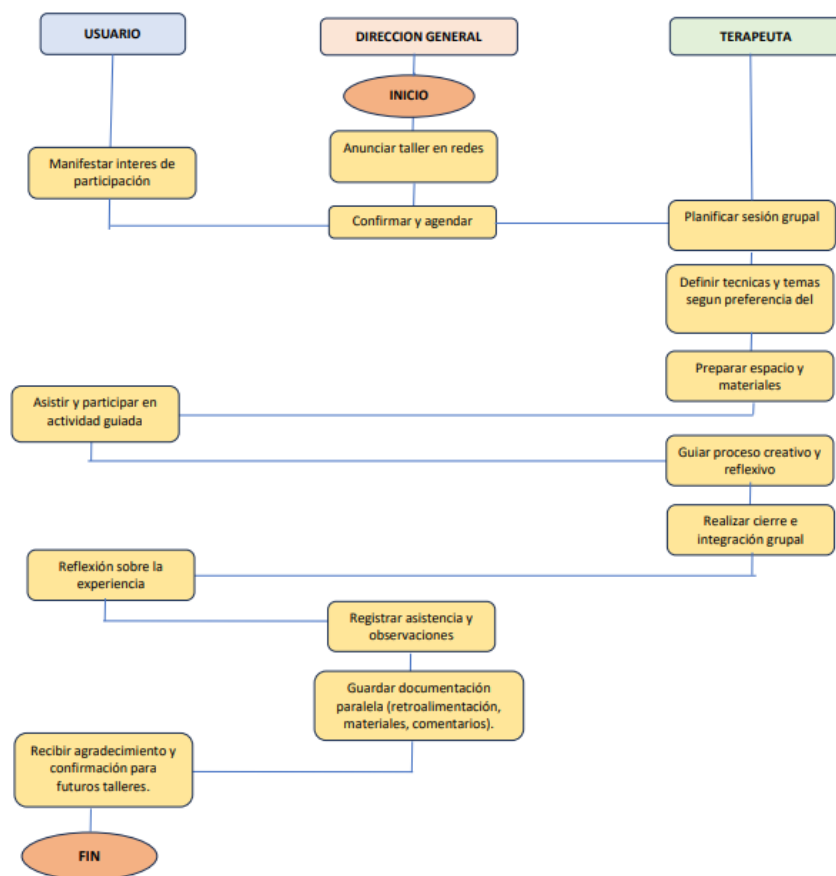 USUARIO
DIRECCION GENERAL
TERAPEUTA
INICIO
Anunciar taller en redes
Manifestar interes de
participación
Confirmar y agendar
Planificar sesión grupal
Definir tecnicas y temas
segun preferencia del
Preparar espacio y
materiales
Asistir y participar en
actividad guiada
Guiar proceso creativo y
reflexivo
Realizar cierre e
integración grupal
Reflexión sobre la
experiencia
Registrar asistencia y
observaciones
Guardar documentación
paralela (retroalimentación,
materiales, comentarios).
Recibir agradecimiento y
confirmación para
futuros talleres.
FIN